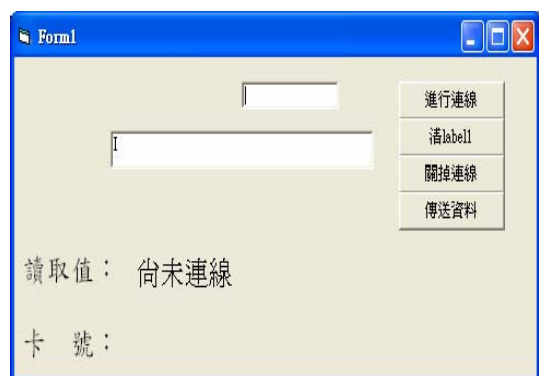 Form1
進行連線
清label1
關掉連線
傳送資料
讀取值： 尚未連線
卡 號：